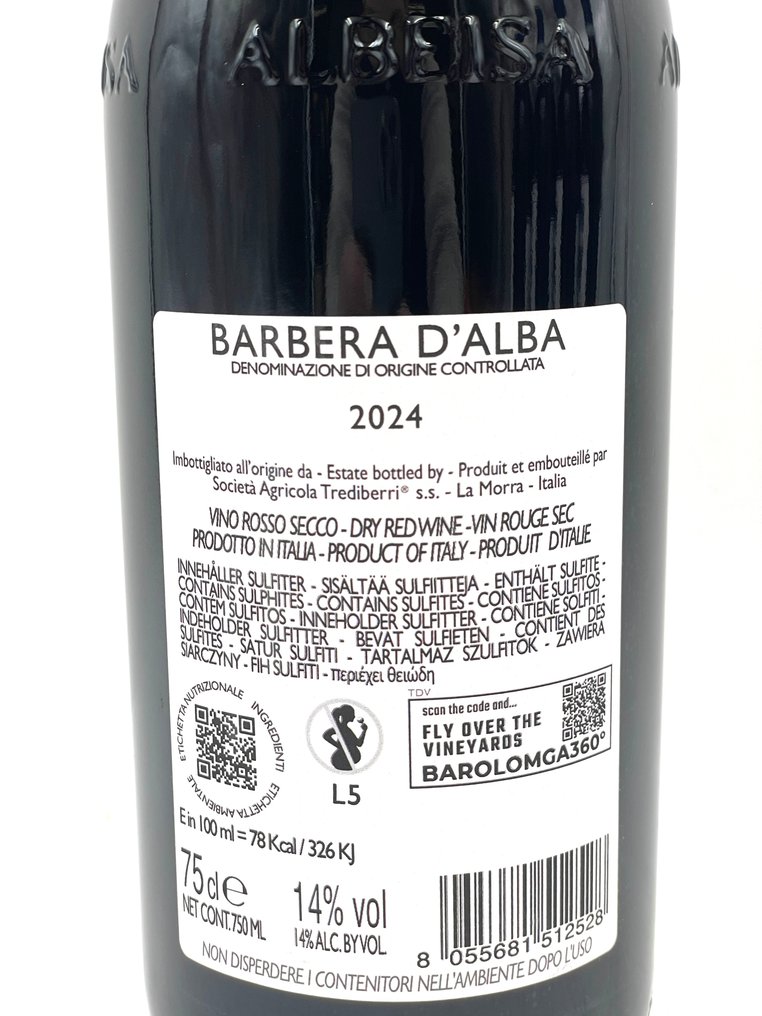 ALBEISA
BARBERA D'ALBA
DENOMINAZIONE DI ORIGINE CONTROLLATA
2024
Imbottigliato all'origine da - Estate bottled by - Produit et embouteillé par
Società Agricola Trediberri® s.s. - La Morra - Italia
VINO ROSSO SECCO - DRY RED WINE - VIN ROUGE SEC
PRODOTTO IN ITALIA - PRODUCT OF ITALY - PRODUIT D'ITALIE
INNEHÅLLER SULFITER - SISÄLTÄÄ SULFIITTEJA - ENTHÄLT SULFITE -
CONTAINS SULPHITES - CONTAINS SULFITES - CONTIENE SULFITOS -
CONTEM SULFITOS - INNEHOLDER SULFITTER - CONTIENE SOLFITI -
INDEHOLDER SULFITTER - BEVAT SULFIETEN - CONTIENT DES
SULFITES - SATUR SULFITI - TARTALMAZ SZULFITOK - ZAWIERA
SIARCZYNY - FIH SULFITI - περιέχει θειώδη
ETICHETTA NUTRIZIONALE
INGREDIENTI
ETICHETTA AMBIENTALE
L5
TDV
scan the code and...
FLY OVER THE
VINEYARDS
BAROLOMGA360°
E in 100 ml = 78 Kcal / 326 KJ
75 cl e
NET CONT. 750 ML
14% vol
14% ALC. BY VOL
8 055681 512528
NON DISPERDERE I CONTENITORI NELL'AMBIENTE DOPO L'USO